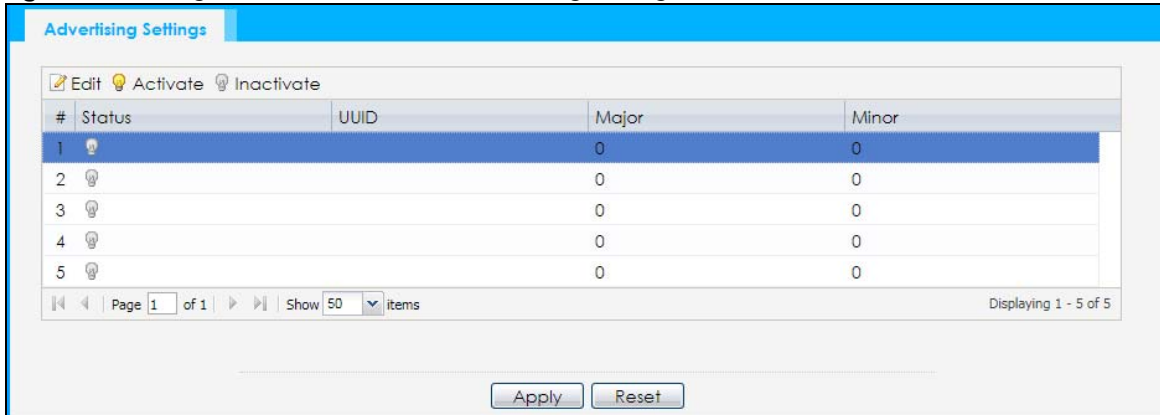 Advertising Settings
Edit Activate Inactivate
# Status UUID Major Minor
1 0 0
2 0 0
3 0 0
4 0 0
5 0 0
Page 1 of 1 Show 50 items Displaying 1 - 5 of 5
Apply Reset